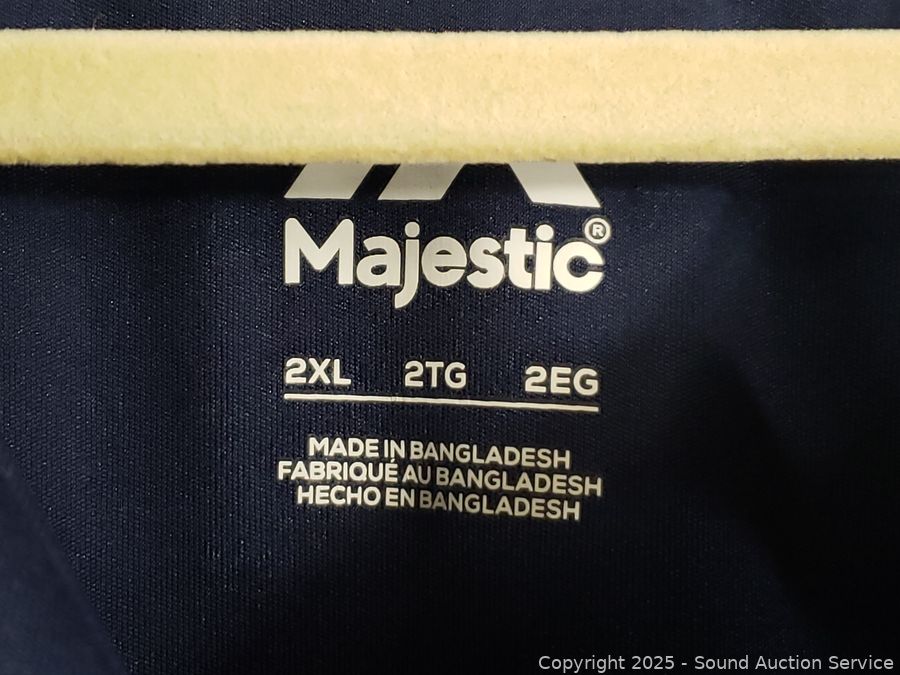 Majestic®
2XL 2TG 2EG
MADE IN BANGLADESH
FABRIQUÉ AU BANGLADESH
HECHO EN BANGLADESH
Copyright 2025 - Sound Auction Service